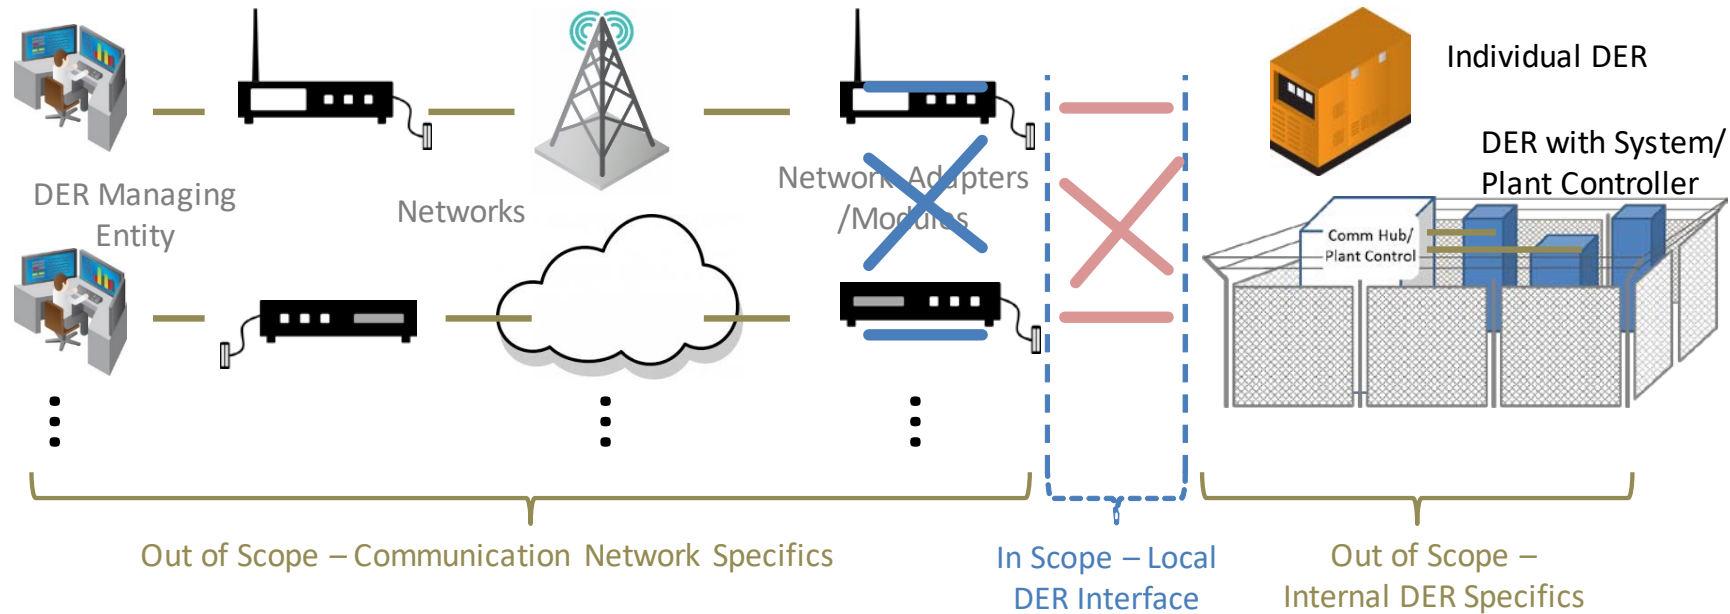 Individual DER
DER with System/
Plant Controller
DER Managing
Entity
Networks
Network Adapters
/Modules
Comm Hub/
Plant Control
Out of Scope – Communication Network Specifics
In Scope – Local
DER Interface
Out of Scope –
Internal DER Specifics